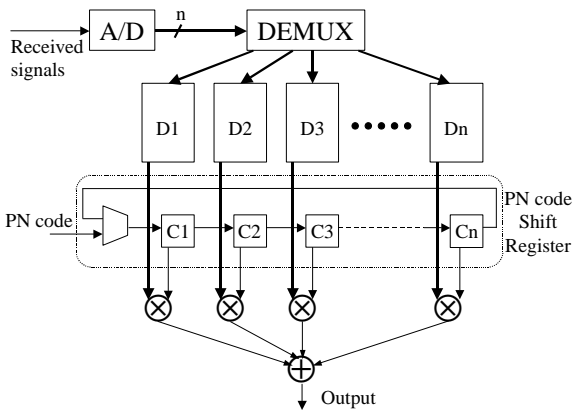 A/D
n
DEMUX
Received
signals
D1
D2
D3
Dn
PN code
C1
C2
C3
Cn
PN code
Shift
Register
Output